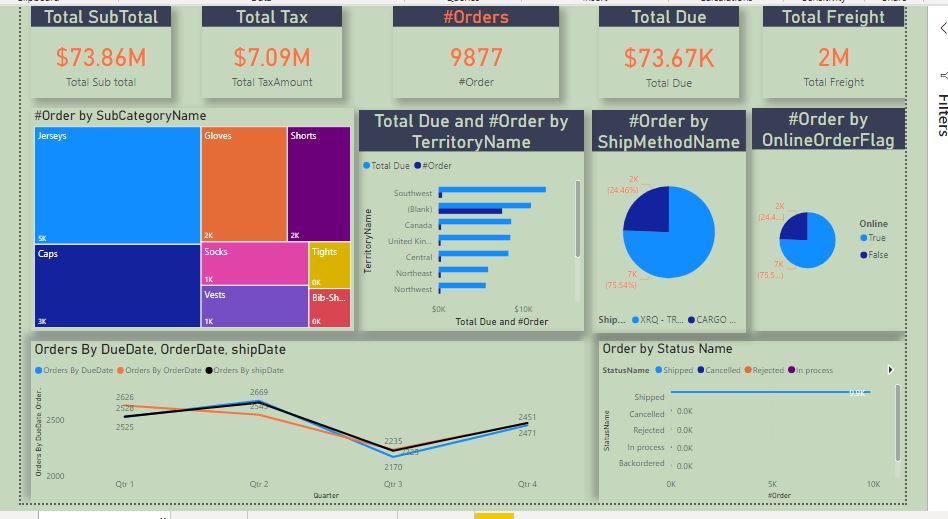 Total SubTotal
$73.86M
Total Sub total
Total Tax
$7.09M
Total TaxAmount
#Orders
9877
#Order
Total Due
$73.67K
Total Due
Total Freight
2M
Total Freight
Filters
#Order by SubCategoryName
Jerseys
5K
Gloves
2K
Shorts
2K
Caps
3K
Socks
1K
Tights
0K
Vests
1K
Bib-Sh...
0K
Total Due and #Order by
TerritoryName
Total Due #Order
TerritoryName
Southwest
(Blank)
Canada
United Kin...
Central
Northeast
Northwest
$0K $10K
Total Due and #Order
#Order by
ShipMethodName
2K
(24.46%)
7K
(75.54%)
Ship... XRQ - TR... CARGO ...
#Order by
OnlineOrderFlag
2K
(24.4...)
7K
(75.5...)
Online
True
False
Orders By DueDate, OrderDate, shipDate
Orders By DueDate Orders By OrderDate Orders By shipDate
Orders By DueDate, Order..
2500
2000
2626
2525
2669
2235
2170
2451
2471
Qtr 1 Qtr 2 Qtr 3 Qtr 4
Quarter
Order by Status Name
StatusName Shipped Cancelled Rejected In process
StatusName
Shipped
Cancelled 0.0K
Rejected 0.0K
In process 0.0K
Backordered 0.0K
0K 5K 10K
#Order